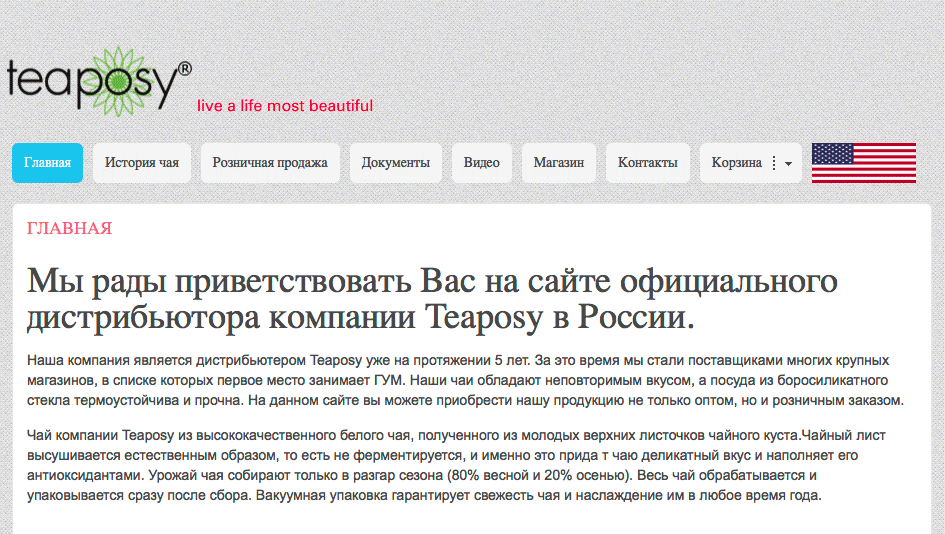 teaposy®
live a life most beautiful
Главная История чая Розничная продажа Документы Видео Магазин Контакты Корзина
ГЛАВНАЯ
Мы рады приветствовать Вас на сайте официального
дистрибьютора компании Teaposy в России.
Наша компания является дистрибьютером Teaposy уже на протяжении 5 лет. За это время мы стали поставщиками многих крупных
магазинов, в списке которых первое место занимает ГУМ. Наши чаи обладают неповторимым вкусом, а посуда из боросиликатного
стекла термоустойчива и прочна. На данном сайте вы можете приобрести нашу продукцию не только оптом, но и розничным заказом.
Чай компании Teaposy из высококачественного белого чая, полученного из молодых верхних листочков чайного куста.Чайный лист
высушивается естественным образом, то есть не ферментируется, и именно это прида т чаю деликатный вкус и наполняет его
антиоксидантами. Урожай чая собирают только в разгар сезона (80% весной и 20% осенью). Весь чай обрабатывается и
упаковывается сразу после сбора. Вакуумная упаковка гарантирует свежесть чая и наслаждение им в любое время года.